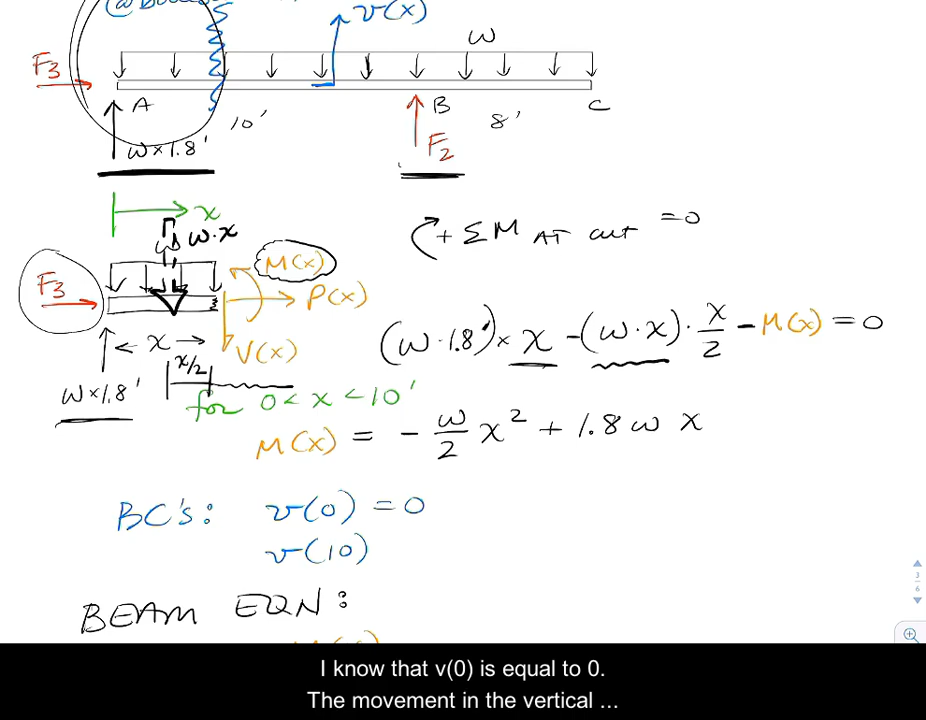 v(x)
w
F3
A
10'
B
8'
C
w×1.8'
F2
x
w·x
w
M(x)
F3
P(x)
← x →
V(x)
x/2
w×1.8'
for 0 < x < 10'
+ ΣM AT cut = 0
(w·1.8')× x - (w·x)· x/2 - M(x) = 0
M(x) = - w/2 x² + 1.8 w x
BC's: v(0) = 0
v(10)
BEAM EQN:
3
6
I know that v(0) is equal to 0.
The movement in the vertical ...